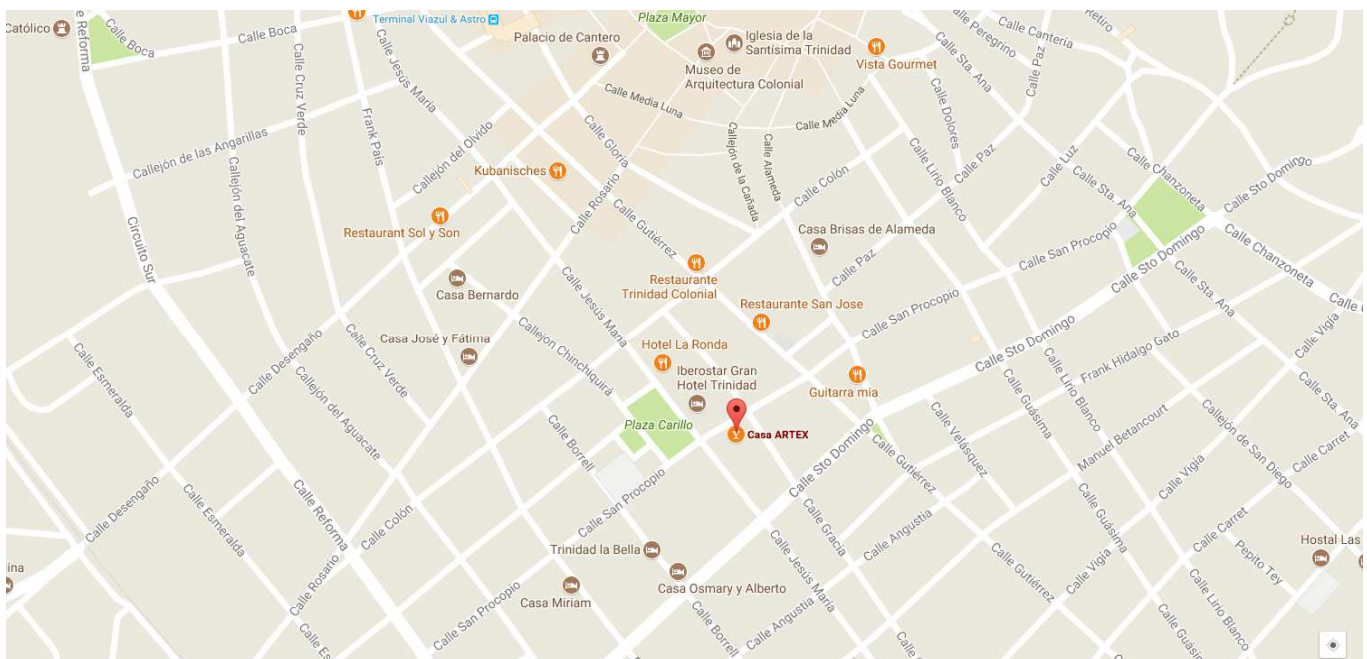 Católico
Reforma
Calle Boca
Calle Boca
Terminal Viazul & Astro
Plaza Mayor
Palacio de Cantero
Iglesia de la
Santísima Trinidad
Museo de
Arquitectura Colonial
Vista Gourmet
Calle Peregrino
Calle Sta. Ana
Calle Paz
Retiro
Calle Cantería
Calle Cruz Verde
Calle Jesús María
Frank País
Calle Media Luna
Calle Media Luna
Calle Dolores
Callejón de las Angarillas
Callejón del Olvido
Calle Gloria
Callejón de la Cañada
Calle Alameda
Calle Paz
Calle Luz
Calle Chanzoneta
Calle Sto Domingo
Kubanisches
Calle Rosario
Calle Colón
Calle Lirio Blanco
Calle Sta. Ana
Callejón del Aguacate
Restaurant Sol y Son
Calle Gutiérrez
Casa Brisas de Alameda
Circuito Sur
Calle Paz
Calle San Procopio
Calle Sto Domingo
Calle Chanzoneta
Calle
Casa Bernardo
Restaurante
Trinidad Colonial
Restaurante San Jose
Calle Jesús María
Calle San Procopio
Calle Sta. Ana
Calle Vigía
Casa José y Fátima
Callejon Chinchiquirá
Hotel La Ronda
Calle Sto Domingo
Frank Hidalgo Gato
Calle Esmeralda
Calle Desengaño
Calle Cruz Verde
Iberostar Gran
Hotel Trinidad
Guitarra mia
Calle Guásima
Calle Lirio Blanco
Calle Sta. Ana
Callejón del Aguacate
Plaza Carillo
Casa ARTEX
Calle Velásquez
Manuel Betancourt
Callejón de San Diego
Calle Borrell
Calle Sto Domingo
Calle Gutiérrez
Calle Vigía
Calle Carret
Calle Desengaño
Calle Esmeralda
Calle Reforma
Calle Colón
Calle San Procopio
Calle Gracia
Calle Angustia
Calle Guásima
Calle Carret
Hostal Las
ina
Trinidad la Bella
Calle Jesús María
Calle Gutiérrez
Calle Vigía
Pepito Tey
Calle Rosario
Casa Miriam
Casa Osmary y Alberto
Calle Lirio Blanco
Calle San Procopio
Calle Borrell
Calle Angustia
Calle Guásima
Calle Es